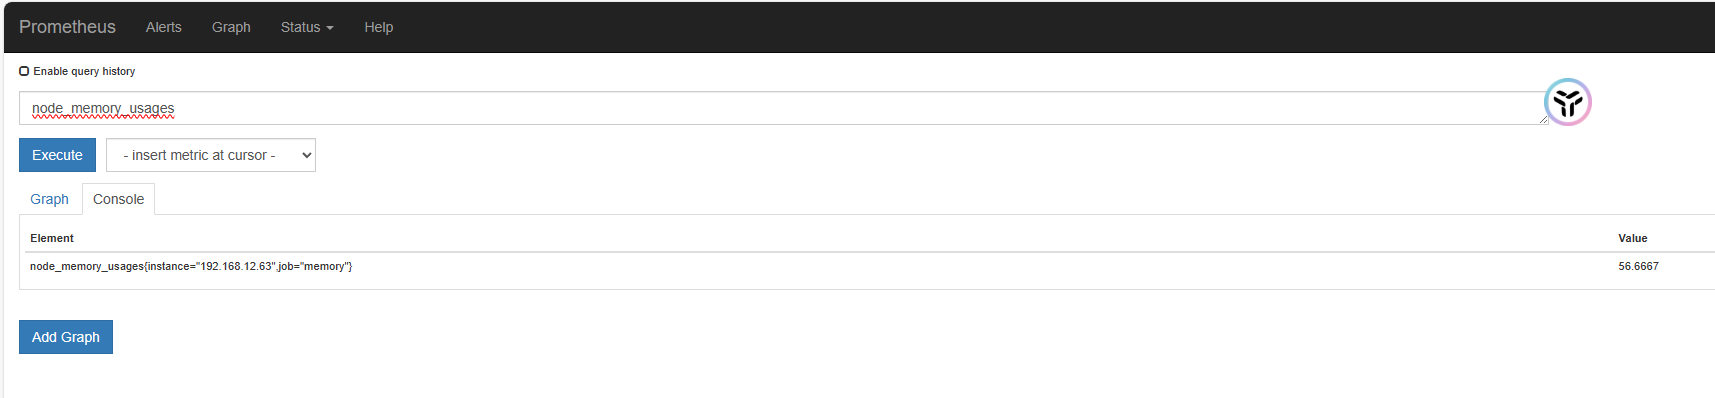 Prometheus Alerts Graph Status Help
Enable query history
node_memory_usages
Execute - insert metric at cursor -
Graph Console
Element Value
node_memory_usages{instance="192.168.12.63",job="memory"} 56.6667
Add Graph